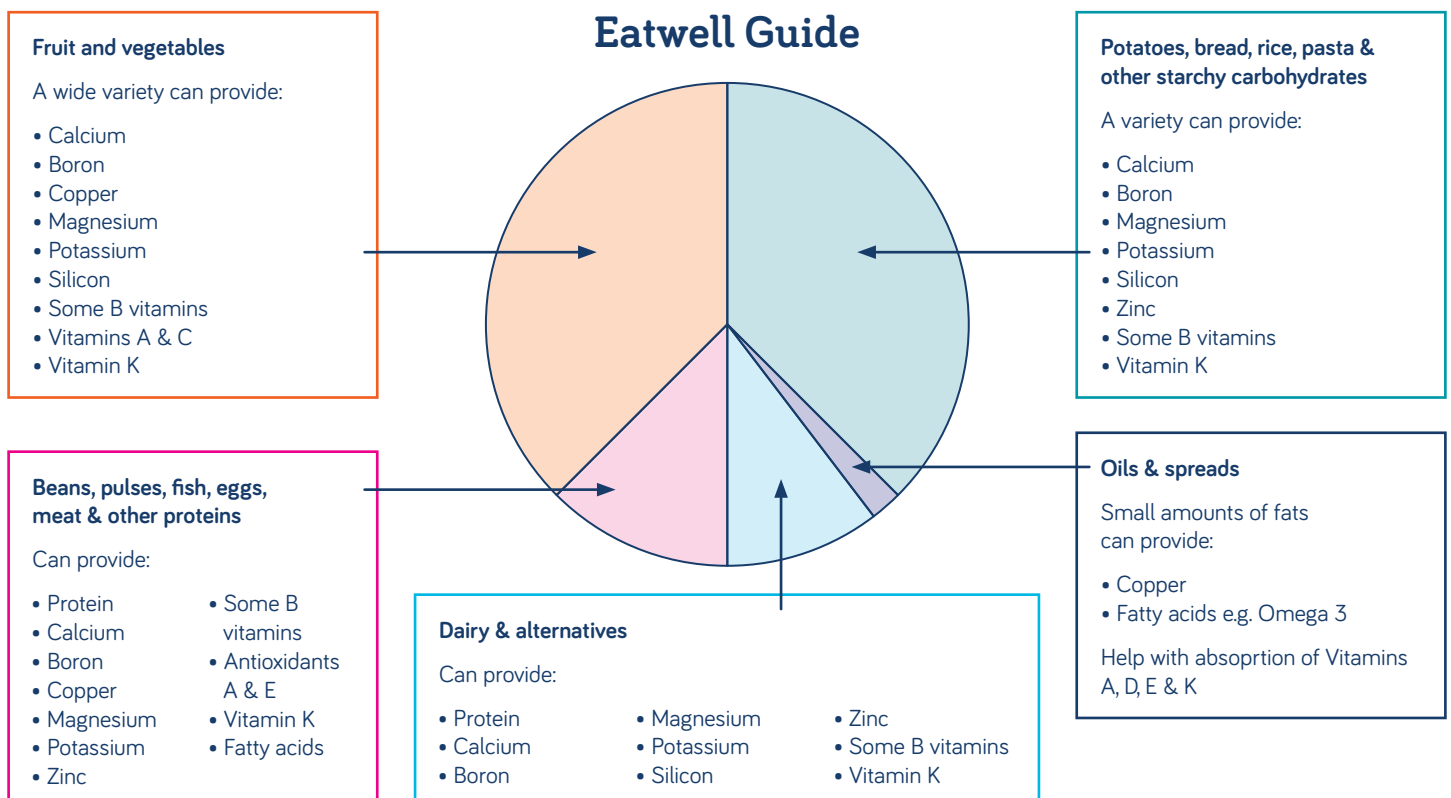 Eatwell Guide
Fruit and vegetables
A wide variety can provide:
• Calcium
• Boron
• Copper
• Magnesium
• Potassium
• Silicon
• Some B vitamins
• Vitamins A & C
• Vitamin K
Potatoes, bread, rice, pasta &
other starchy carbohydrates
A variety can provide:
• Calcium
• Boron
• Magnesium
• Potassium
• Silicon
• Zinc
• Some B vitamins
• Vitamin K
Beans, pulses, fish, eggs,
meat & other proteins
Can provide:
• Protein
• Calcium
• Boron
• Copper
• Magnesium
• Potassium
• Zinc
• Some B
vitamins
• Antioxidants
A & E
• Vitamin K
• Fatty acids
Dairy & alternatives
Can provide:
• Protein
• Calcium
• Boron
• Magnesium
• Potassium
• Silicon
• Zinc
• Some B vitamins
• Vitamin K
Oils & spreads
Small amounts of fats
can provide:
• Copper
• Fatty acids e.g. Omega 3
Help with absoprtion of Vitamins
A, D, E & K